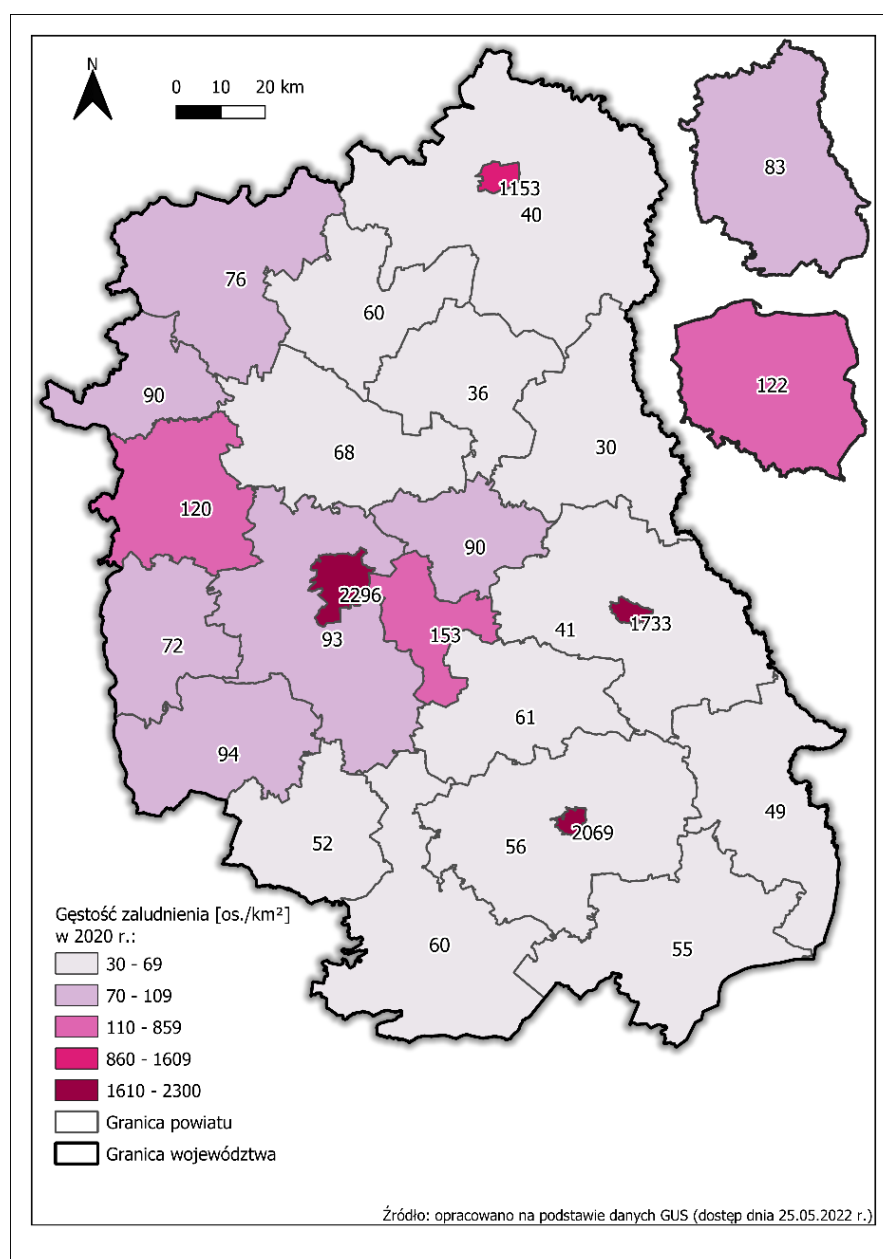 N
0 10 20 km
83
1153
40
76
60
122
90
36
68
30
120
90
2296
1733
153
41
93
72
61
94
49
2069
52
56
60
55
Gęstość zaludnienia [os./km²]
w 2020 r.:
30 - 69
70 - 109
110 - 859
860 - 1609
1610 - 2300
Granica powiatu
Granica województwa
Źródło: opracowano na podstawie danych GUS (dostęp dnia 25.05.2022 r.)